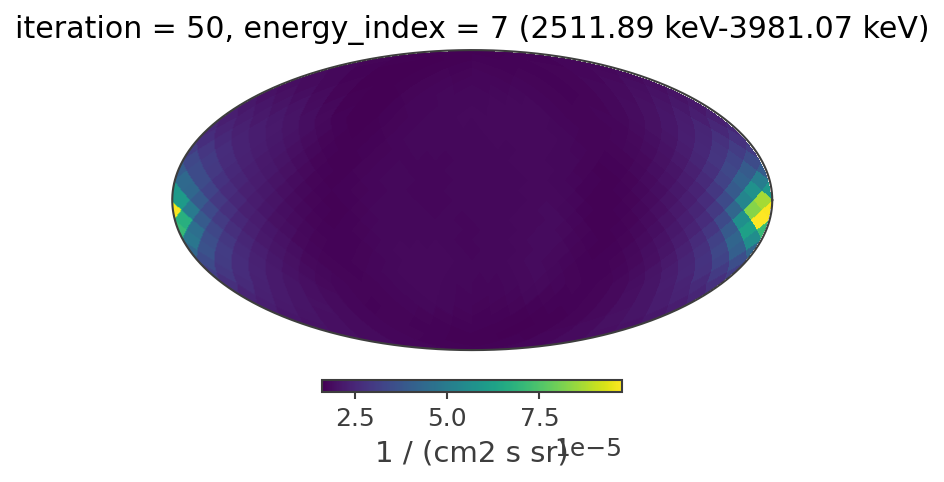 iteration = 50, energy_index = 7 (2511.89 keV-3981.07 keV)
2.5 5.0 7.5
1 / (cm2 s sr)
1e−5